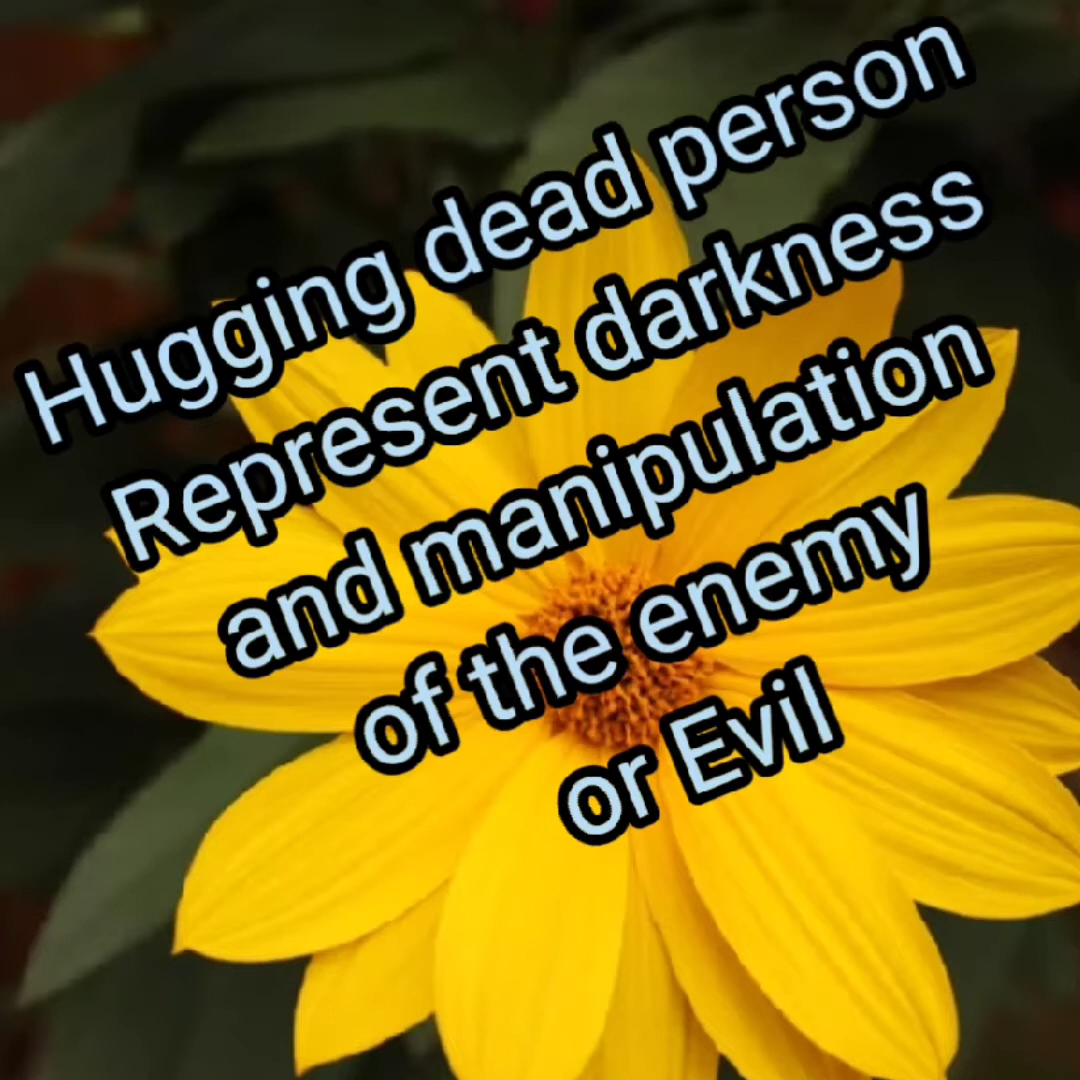 Hugging dead person
Represent darkness
and manipulation
of the enemy
or Evil